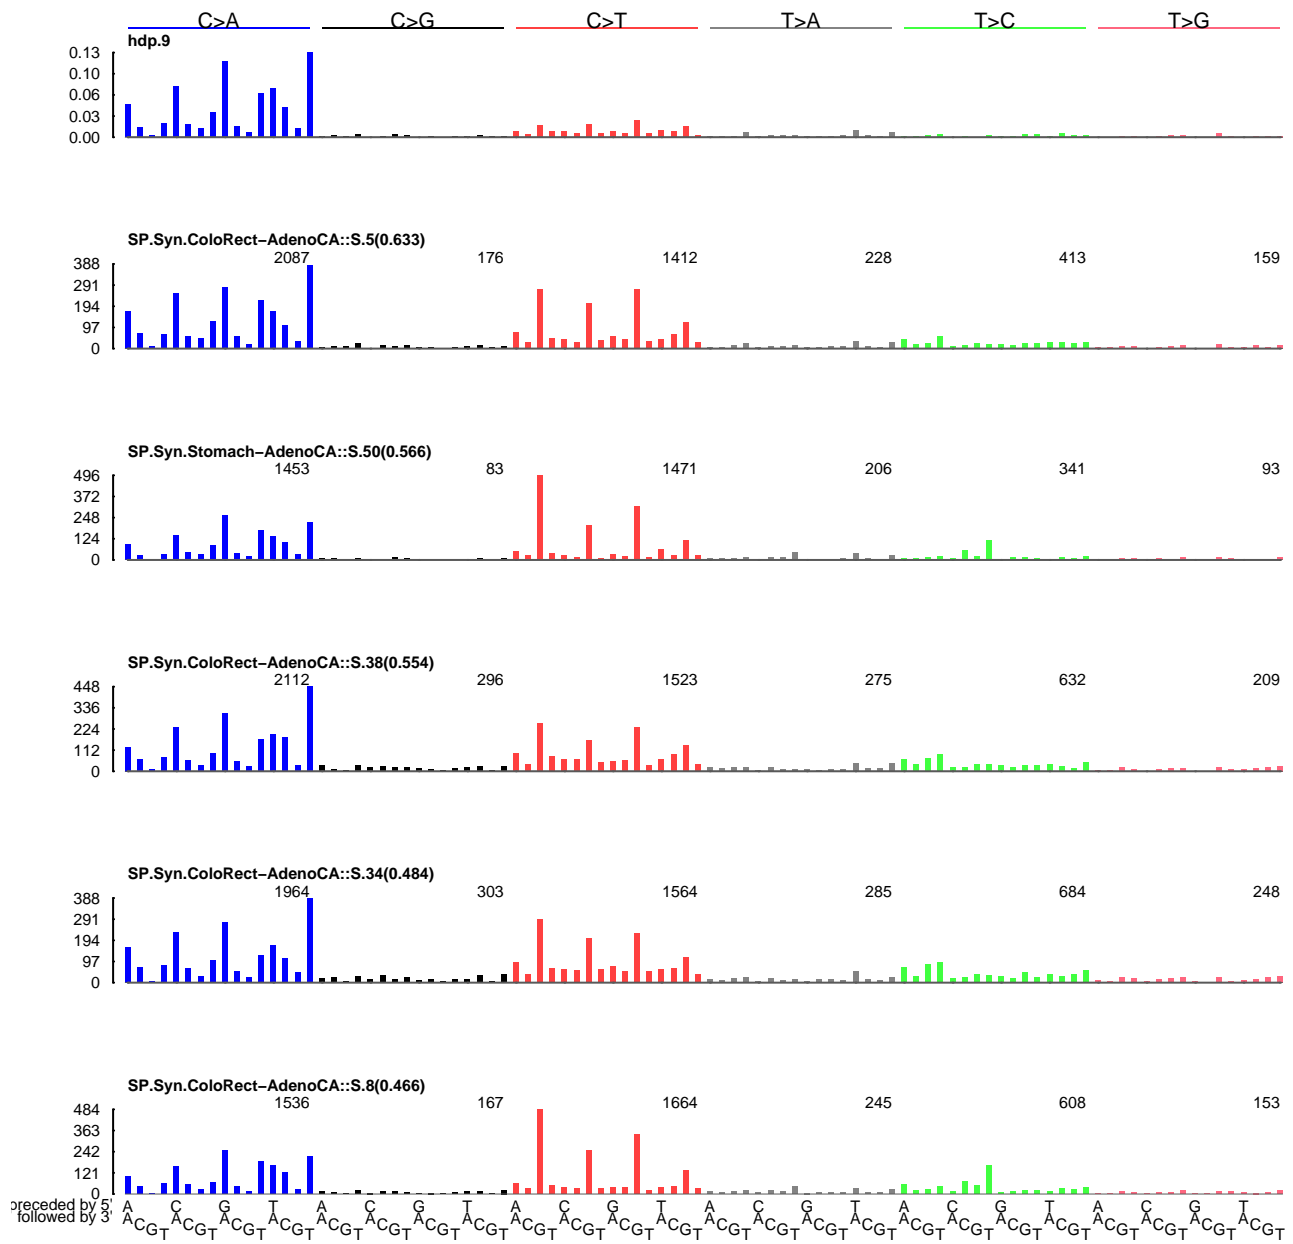 C>A C>G C>T T>A T>C T>G
hdp.9
0.13
0.10
0.06
0.03
0.00
SP.Syn.ColoRect−AdenoCA::S.5(0.633)
2087 176 1412 228 413 159
388
291
194
97
0
SP.Syn.Stomach−AdenoCA::S.50(0.566)
1453 83 1471 206 341 93
496
372
248
124
0
SP.Syn.ColoRect−AdenoCA::S.38(0.554)
2112 296 1523 275 632 209
448
336
224
112
0
SP.Syn.ColoRect−AdenoCA::S.34(0.484)
1964 303 1564 285 684 248
388
291
194
97
0
SP.Syn.ColoRect−AdenoCA::S.8(0.466)
1536 167 1664 245 608 153
484
363
242
121
0
preceded by 5' A C G T A C G T A C G T A C G T A C G T A C G T
followed by 3' A C G T A C G T A C G T A C G T A C G T A C G T A C G T A C G T A C G T A C G T A C G T A C G T A C G T A C G T A C G T A C G T A C G T A C G T A C G T A C G T A C G T A C G T A C G T A C G T